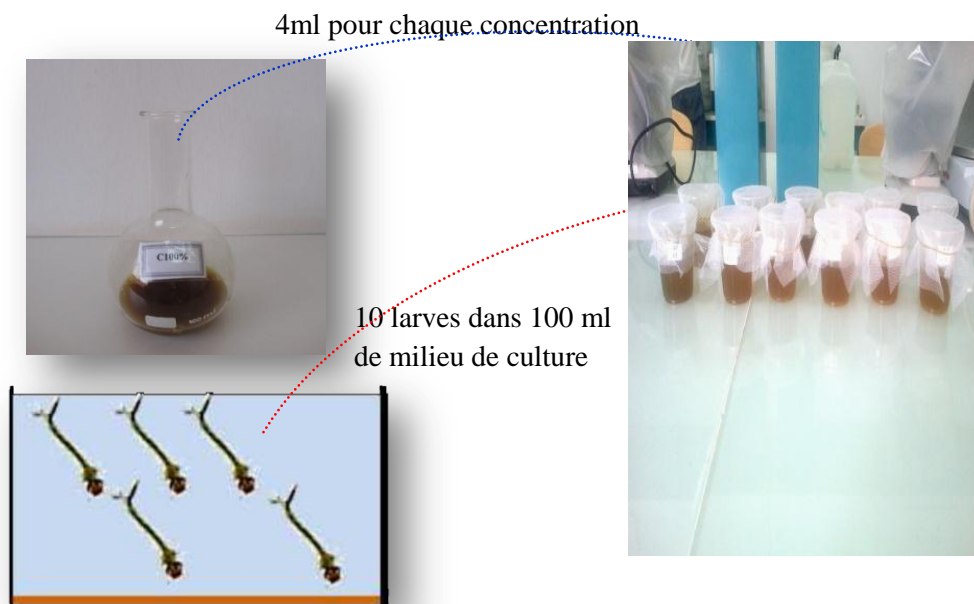 4ml pour chaque concentration
C100%
10 larves dans 100 ml
de milieu de culture